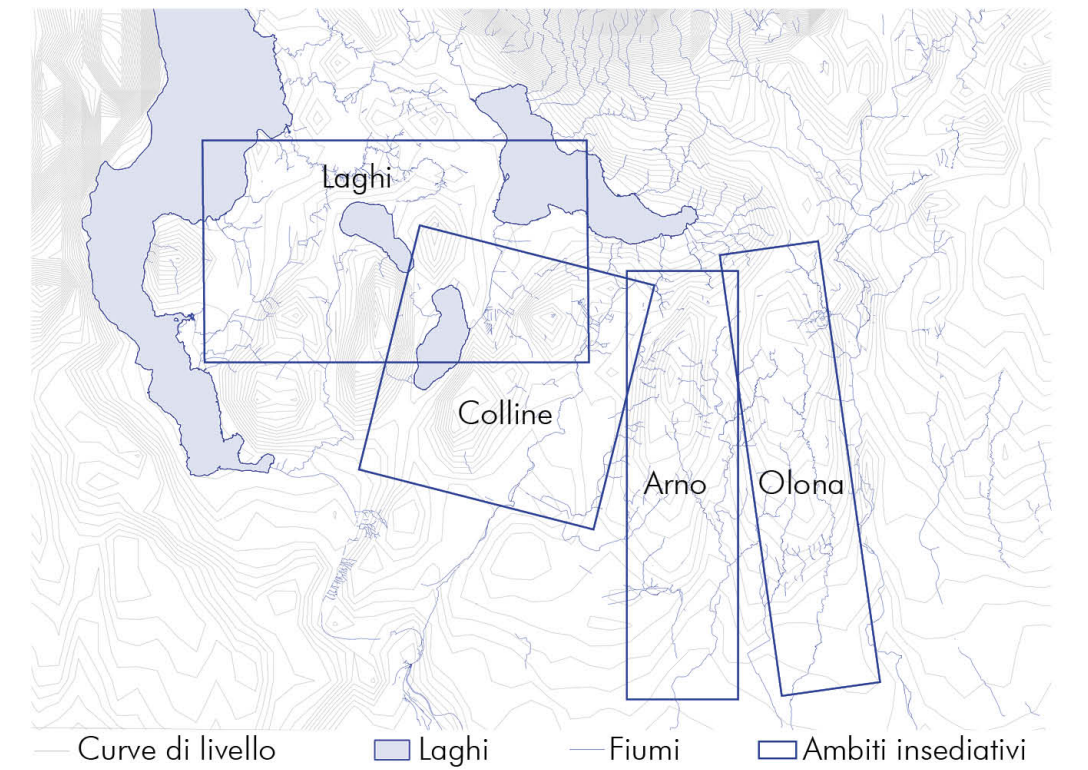 Laghi
Colline
Arno
Olona
Curve di livello
Laghi
Fiumi
Ambiti insediativi